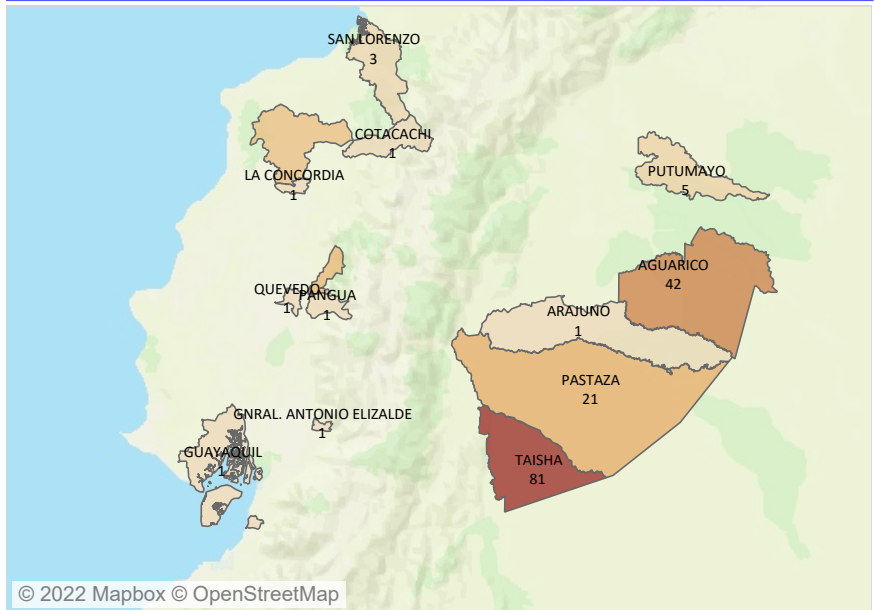 SAN LORENZO
3
COTACACHI
1
LA CONCORDIA
1
PUTUMAYO
5
AGUARICO
42
QUEVEDO
1
PANGUA
1
ARAJUNO
1
PASTAZA
21
GNRAL. ANTONIO ELIZALDE
1
GUAYAQUIL
1
TAISHA
81
© 2022 Mapbox © OpenStreetMap